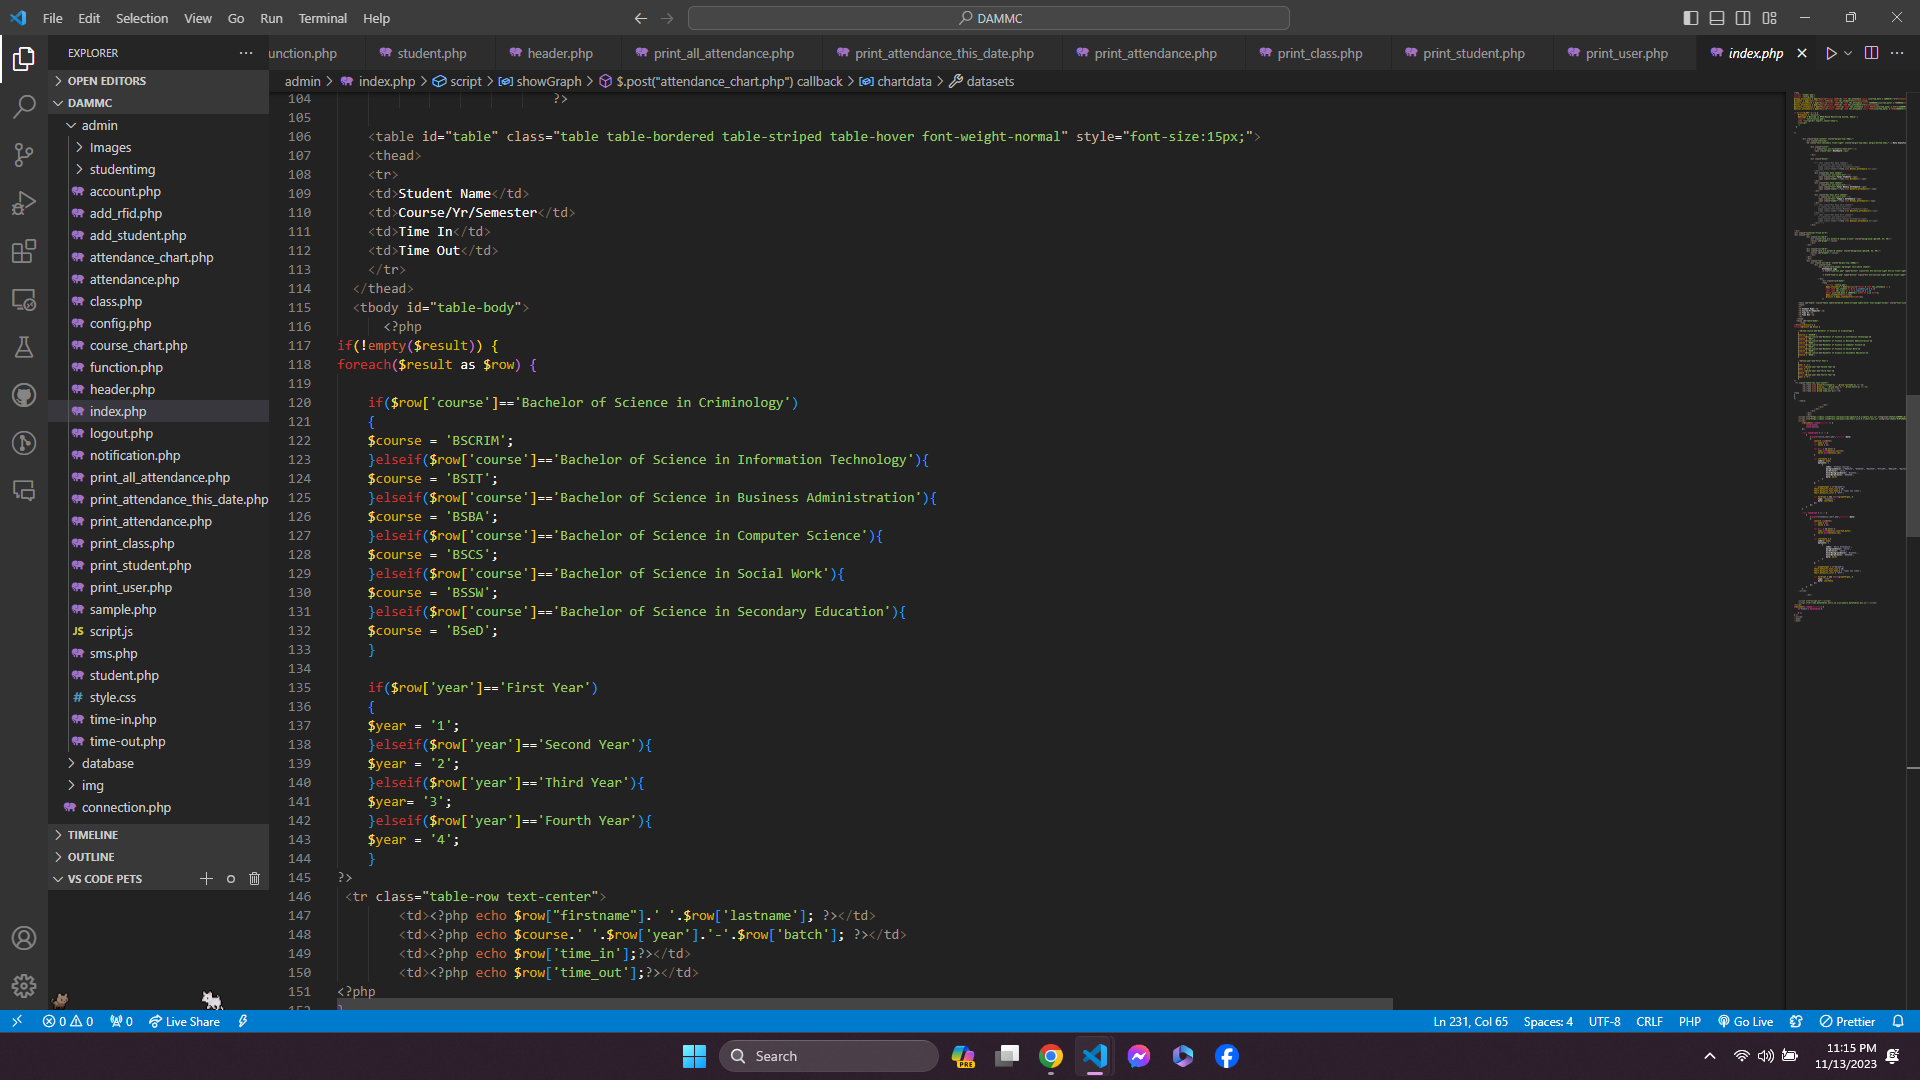 File Edit Selection View Go Run Terminal Help
DAMMC
EXPLORER
unction.php student.php header.php print_all_attendance.php print_attendance_this_date.php print_attendance.php print_class.php print_student.php print_user.php index.php
admin > index.php > script > showGraph > $.post("attendance_chart.php") callback > chartdata > datasets
OPEN EDITORS
DAMMC
admin
Images
studentimg
account.php
add_rfid.php
add_student.php
attendance_chart.php
attendance.php
class.php
config.php
course_chart.php
function.php
header.php
index.php
logout.php
notification.php
print_all_attendance.php
print_attendance_this_date.php
print_attendance.php
print_class.php
print_student.php
print_user.php
sample.php
JS script.js
sms.php
student.php
# style.css
time-in.php
time-out.php
database
img
connection.php
TIMELINE
OUTLINE
VS CODE PETS
104 ?>
105
106 <table id="table" class="table table-bordered table-striped table-hover font-weight-normal" style="font-size:15px;">
107 <thead>
108 <tr>
109 <td>Student Name</td>
110 <td>Course/Yr/Semester</td>
111 <td>Time In</td>
112 <td>Time Out</td>
113 </tr>
114 </thead>
115 <tbody id="table-body">
116 <?php
117 if(!empty($result)) {
118 foreach($result as $row) {
119
120 if($row['course']=='Bachelor of Science in Criminology')
121 {
122 $course = 'BSCRIM';
123 }elseif($row['course']=='Bachelor of Science in Information Technology'){
124 $course = 'BSIT';
125 }elseif($row['course']=='Bachelor of Science in Business Administration'){
126 $course = 'BSBA';
127 }elseif($row['course']=='Bachelor of Science in Computer Science'){
128 $course = 'BSCS';
129 }elseif($row['course']=='Bachelor of Science in Social Work'){
130 $course = 'BSSW';
131 }elseif($row['course']=='Bachelor of Science in Secondary Education'){
132 $course = 'BSeD';
133 }
134
135 if($row['year']=='First Year')
136 {
137 $year = '1';
138 }elseif($row['year']=='Second Year'){
139 $year = '2';
140 }elseif($row['year']=='Third Year'){
141 $year= '3';
142 }elseif($row['year']=='Fourth Year'){
143 $year = '4';
144 }
145 ?>
146 <tr class="table-row text-center">
147 <td><?php echo $row["firstname"].' '.$row['lastname']; ?></td>
148 <td><?php echo $course.' '.$row['year'].'-'.$row['batch']; ?></td>
149 <td><?php echo $row['time_in'];?></td>
150 <td><?php echo $row['time_out'];?></td>
151 <?php
0 0 0 Live Share
Ln 231, Col 65 Spaces: 4 UTF-8 CRLF PHP Go Live Prettier
Search
PRE
11:15 PM
11/13/2023